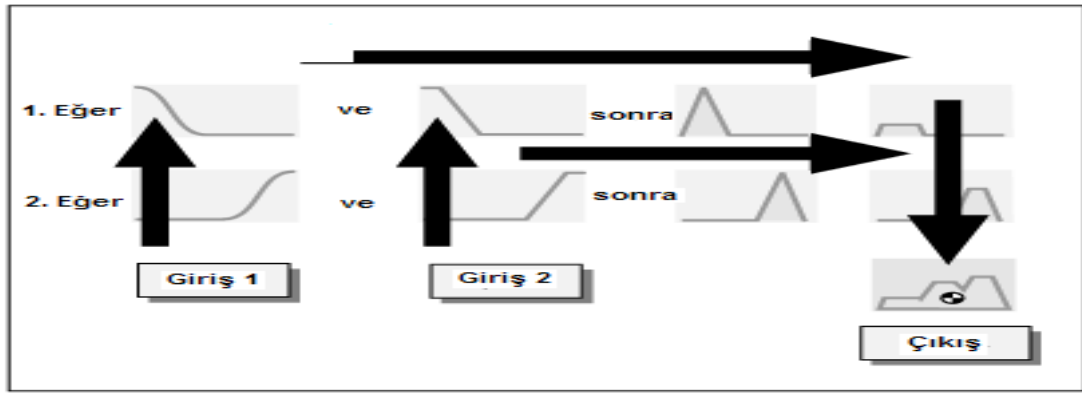 1. Eğer ve sonra
2. Eğer ve sonra
Giriş 1 Giriş 2
Çıkış